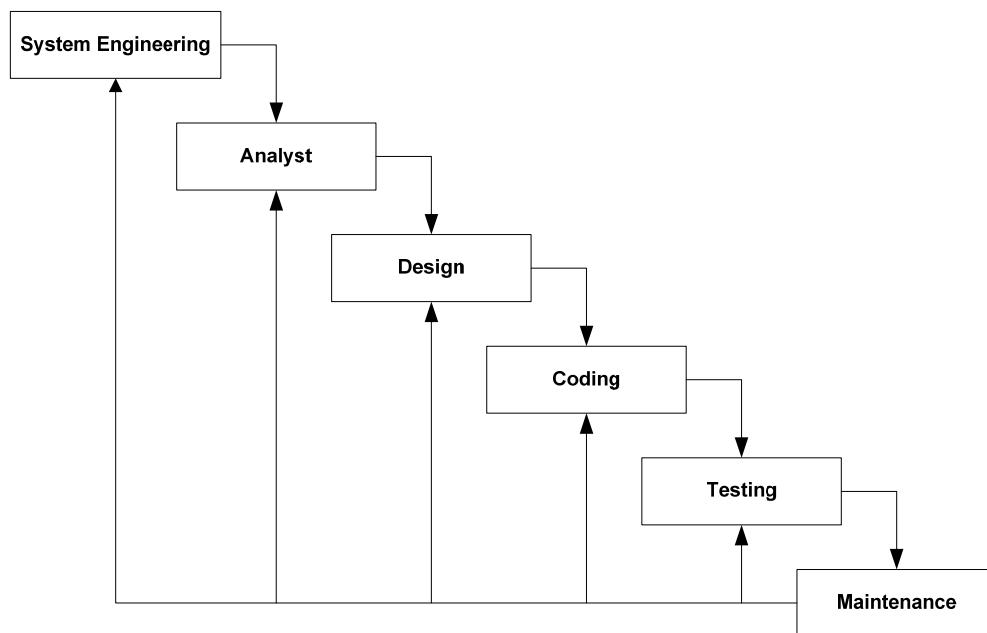 System Engineering
Analyst
Design
Coding
Testing
Maintenance